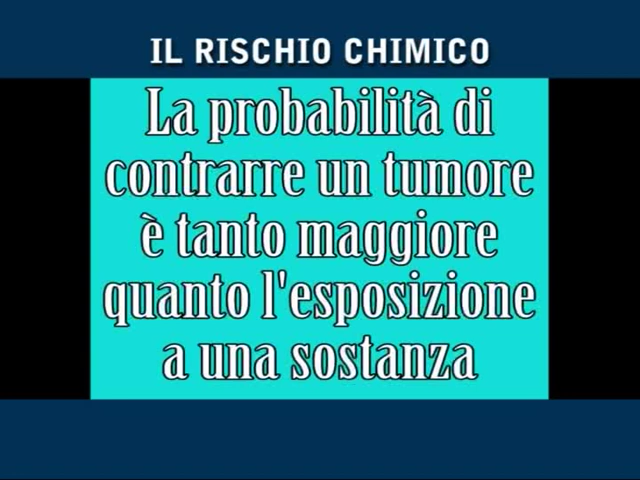 IL RISCHIO CHIMICO
La probabilità di
contrarre un tumore
è tanto maggiore
quanto l'esposizione
a una sostanza